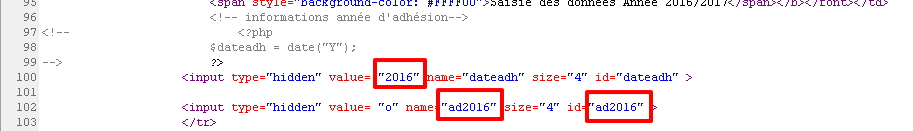 95 <span style="background-color: #FFFF00">Saisie des données Année 2016/2017</span></b></font></td>
96 <!-- informations année d'adhésion-->
97 <!-- <?php
98 $dateadh = date("Y");
99 --> ?>
100 <input type="hidden" value= "2016" name="dateadh" size="4" id="dateadh" >
101
102 <input type="hidden" value= "o" name="ad2016" size="4" id="ad2016" >
103 </tr>